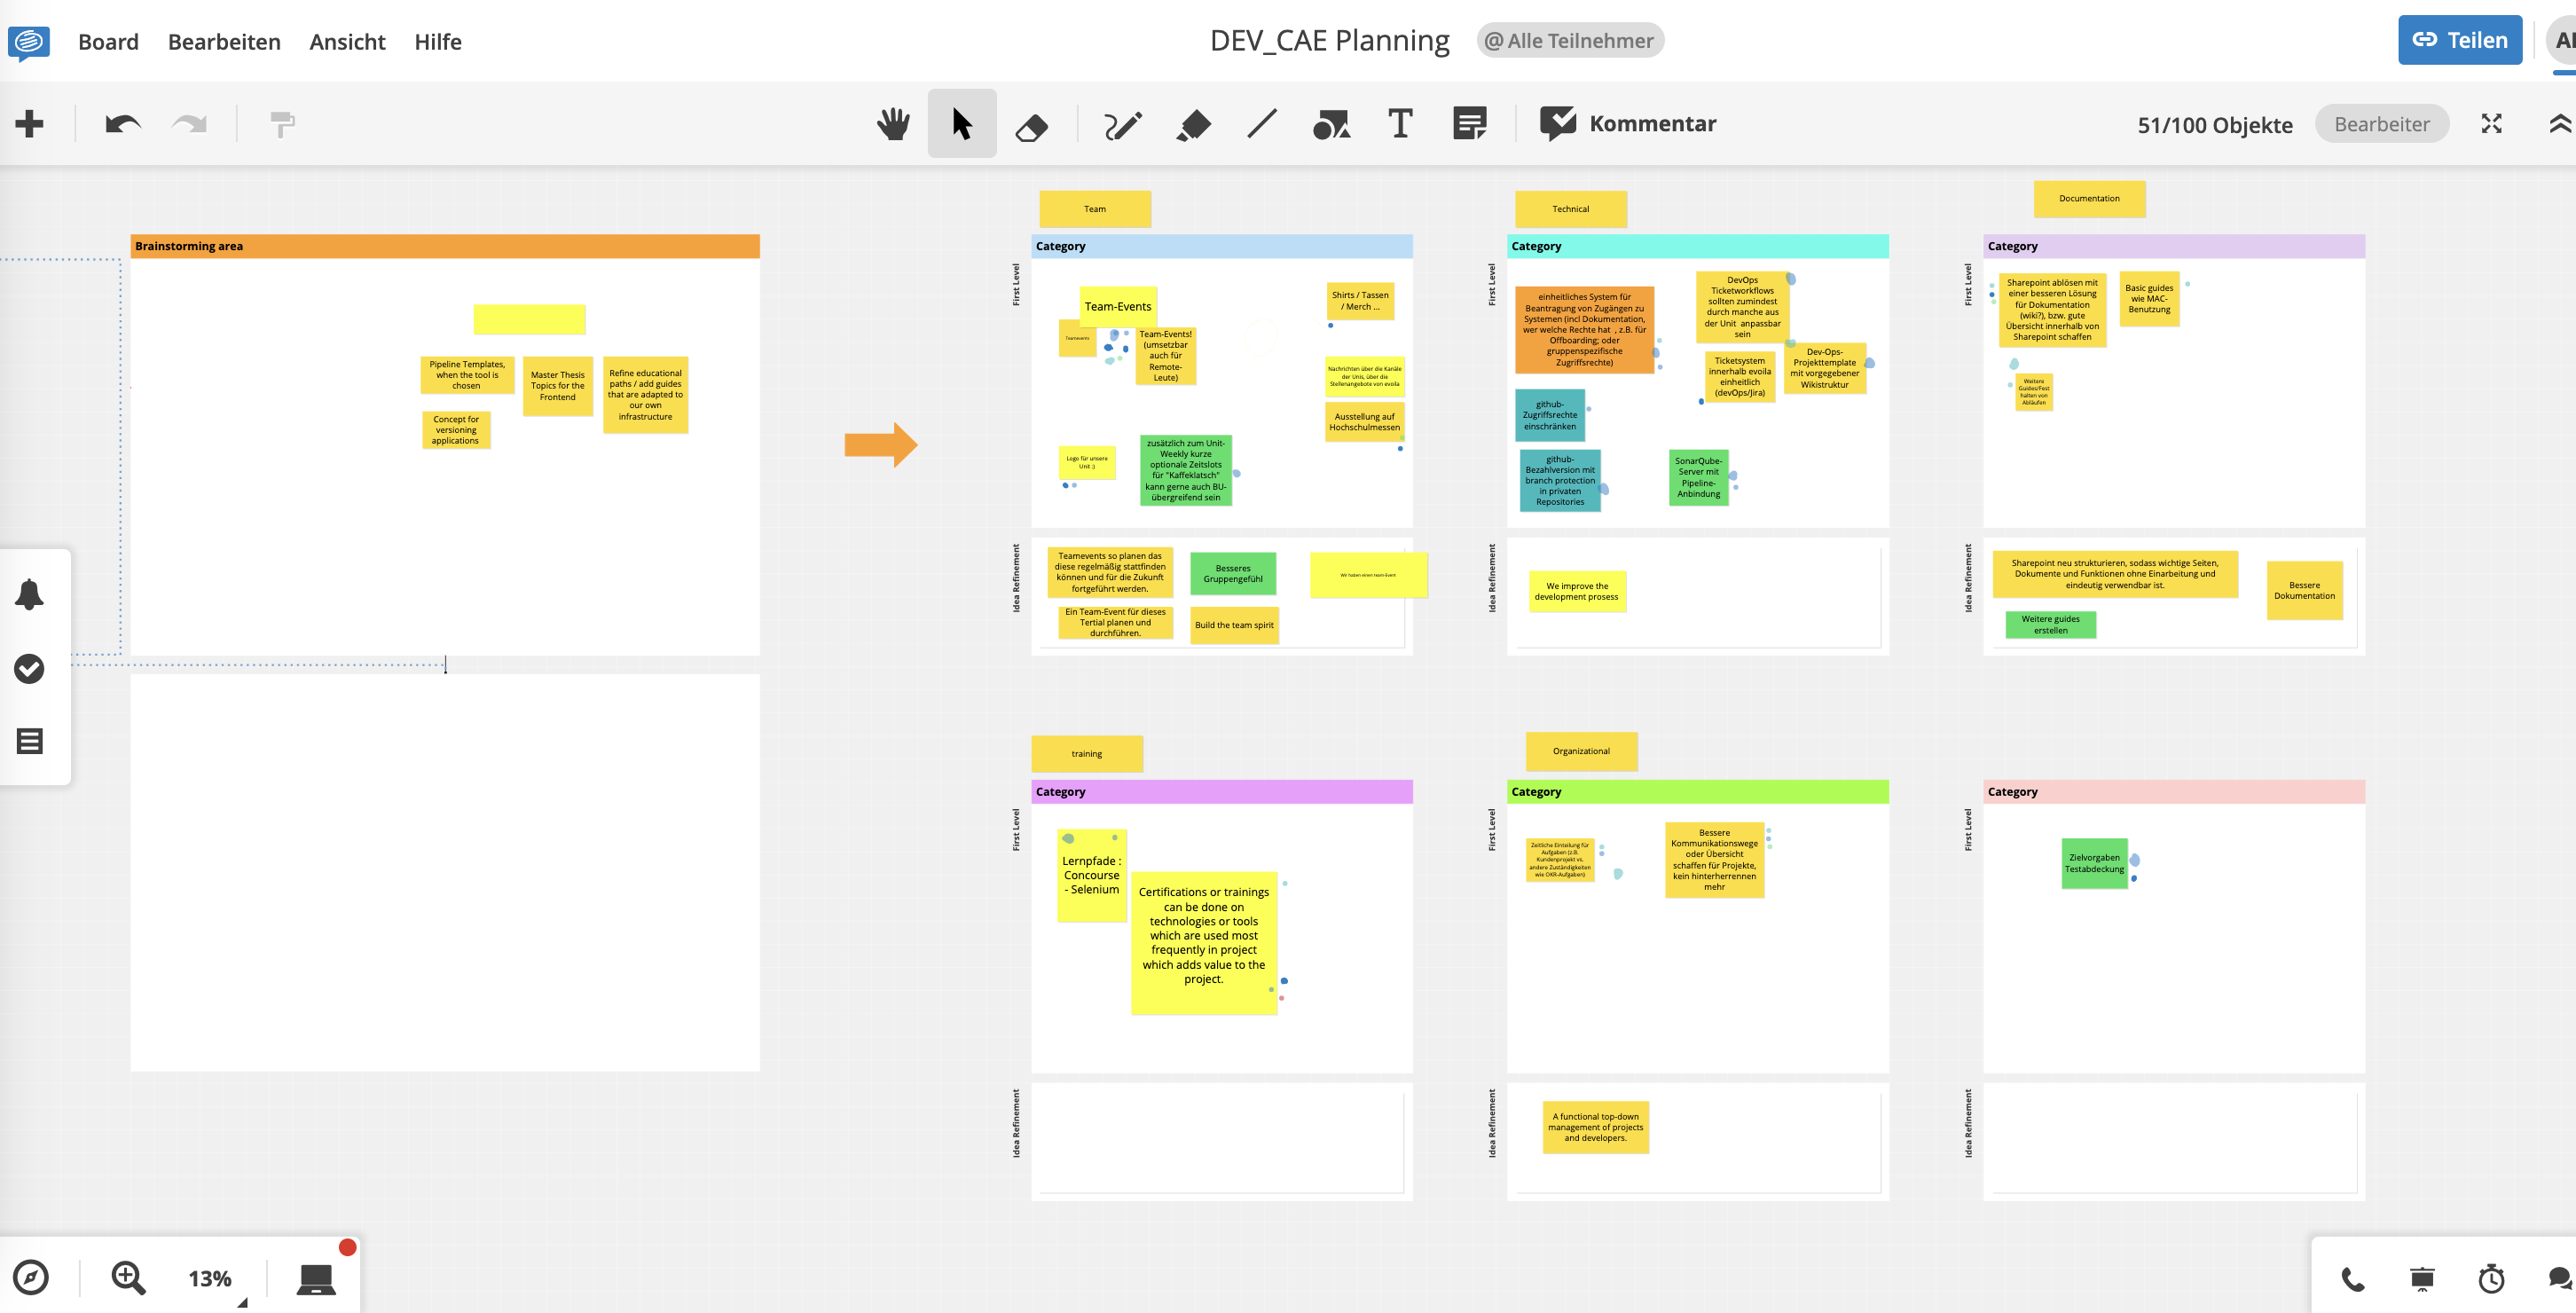 Board Bearbeiten Ansicht Hilfe
DEV_CAE Planning
@ Alle Teilnehmer
Teilen
Kommentar
51/100 Objekte
Bearbeiter
Brainstorming area
Pipeline Templates,
when the tool is
chosen
Master Thesis
Topics for the
Frontend
Refine educational
paths / add guides
that are adapted to
our own
infrastructure
Concept for
versioning
applications
Team
Category
First Level
Team-Events
Teamevents
Team-Events!
(umsetzbar
auch für
Remote-
Leute)
Shirts / Tassen
/ Merch ...
Nachrichten über die Kanäle
der Unis, über die
Stellenangebote von evoila
Ausstellung auf
Hochschulmessen
Logo für unsere
Unit ;)
zusätzlich zum Unit-
Weekly kurze
optionale Zeitslots
für "Kaffeklatsch"
kann gerne auch BU-
übergreifend sein
Idea Refinement
Teamevents so planen das
diese regelmäßig stattfinden
können und für die Zukunft
fortgeführt werden.
Besseres
Gruppengefühl
Wir haben einen team-Event
Ein Team-Event für dieses
Tertial planen und
durchführen.
Build the team spirit
Technical
Category
First Level
einheitliches System für
Beantragung von Zugängen zu
Systemen (incl Dokumentation,
wer welche Rechte hat , z.B. für
Offboarding; oder
gruppenspezifische
Zugriffsrechte)
DevOps
Ticketworkflows
sollten zumindest
durch manche aus
der Unit anpassbar
sein
Ticketsystem
innerhalb evoila
einheitlich
(devOps/Jira)
Dev-Ops-
Projekttemplate
mit vorgegebener
Wikistruktur
github-
Zugriffsrechte
einschränken
github-
Bezahlversion mit
branch protection
in privaten
Repositories
SonarQube-
Server mit
Pipeline-
Anbindung
Idea Refinement
We improve the
development prosess
Documentation
Category
First Level
Sharepoint ablösen mit
einer besseren Lösung
für Dokumentation
(wiki?), bzw. gute
Übersicht innerhalb von
Sharepoint schaffen
Basic guides
wie MAC-
Benutzung
Weitere
Guides/Fest
halten von
Abläufen
Idea Refinement
Sharepoint neu strukturieren, sodass wichtige Seiten,
Dokumente und Funktionen ohne Einarbeitung und
eindeutig verwendbar ist.
Bessere
Dokumentation
Weitere guides
erstellen
training
Category
First Level
Lernpfade :
Concourse
- Selenium
Certifications or trainings
can be done on
technologies or tools
which are used most
frequently in project
which adds value to the
project.
Idea Refinement
Organizational
Category
First Level
Zeitliche Einteilung für
Aufgaben (z.B.
Kundenprojekt vs.
andere Zuständigkeiten
wie OKR-Aufgaben)
Bessere
Kommunikationswege
oder Übersicht
schaffen für Projekte,
kein hinterherrennen
mehr
Idea Refinement
A functional top-down
management of projects
and developers.
Category
First Level
Zielvorgaben
Testabdeckung
Idea Refinement
13%